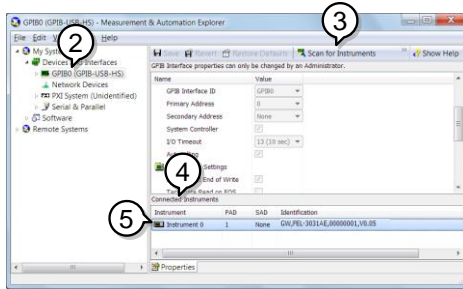 GPIB0 (GPIB-USB-HS) - Measurement & Automation Explorer
3
File Edit Help
2
Save Revert Restore Defaults Scan for Instruments Show Help
My
GPIB Interface properties can only be changed by an Administrator.
Devices Interfaces
GPIB0 (GPIB-USB-HS)
Network Devices
PXI System (Unidentified)
Serial & Parallel
Software
Remote Systems
Name Value
GPIB Interface ID GPIB0
Primary Address 0
Secondary Address None
System Controller
I/O Timeout 13 (10 sec)
Settings
4
End of Write
Read on EOS
Connected Instruments
Instrument PAD SAD Identification
5
Instrument 0 1 None GW,PEL-3031AE,00000001,V0.05
Properties